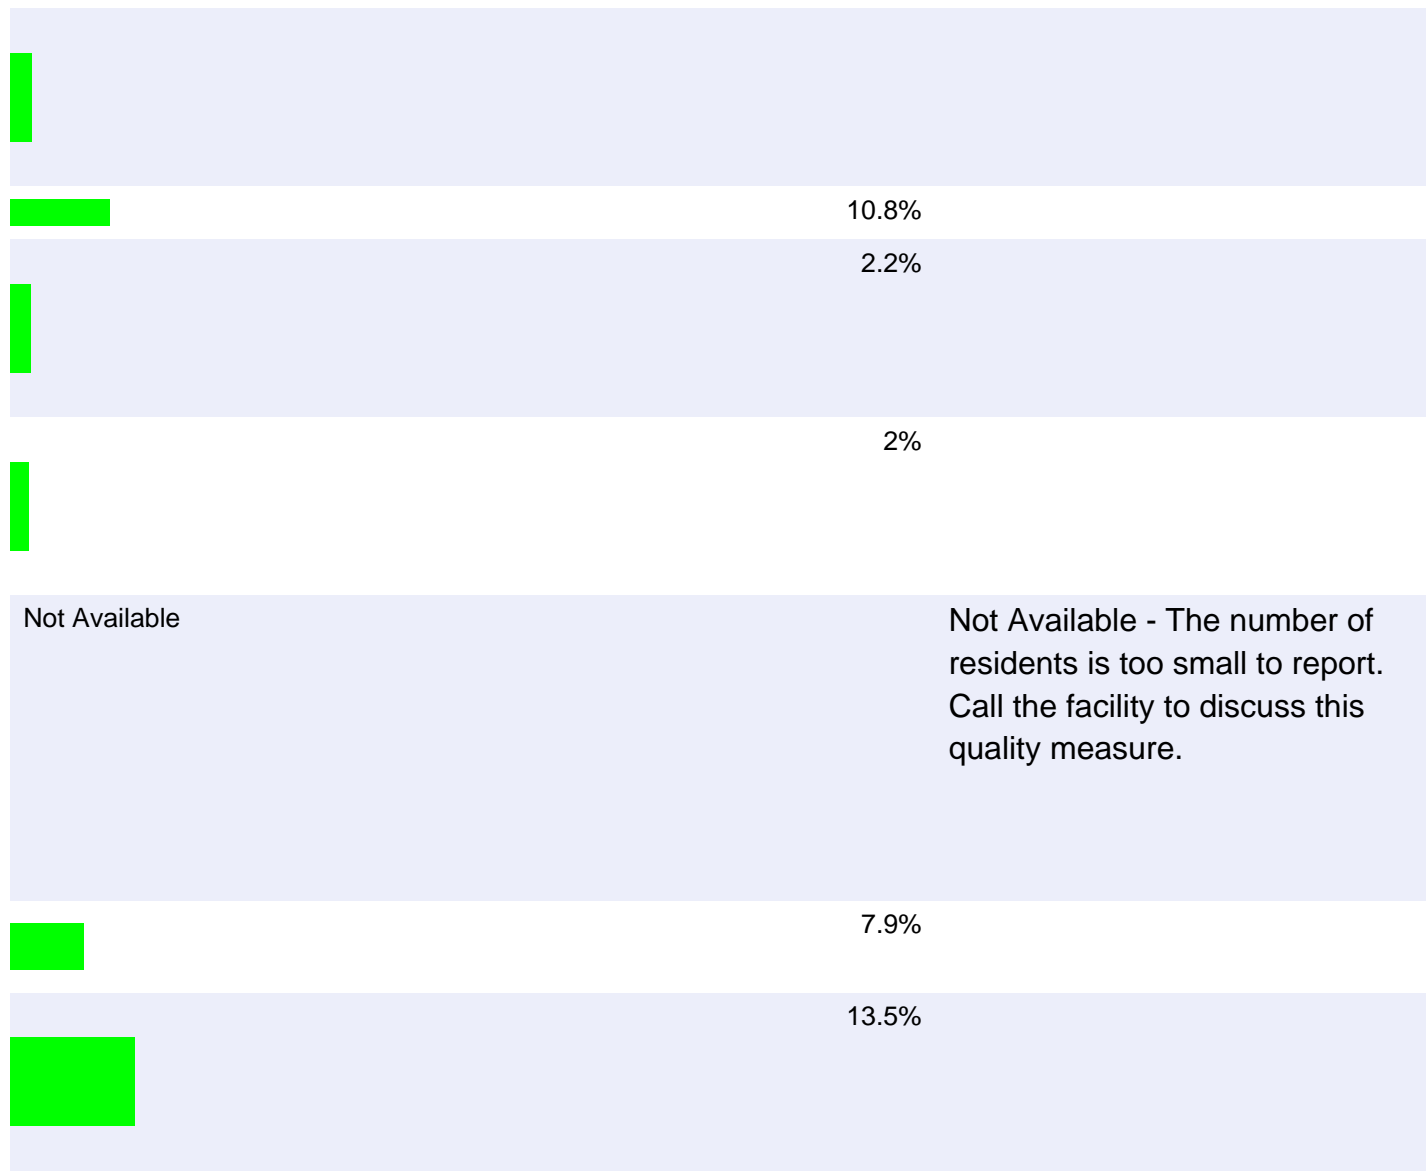 10.8%
2.2%
2%
Not Available
Not Available - The number of
residents is too small to report.
Call the facility to discuss this
quality measure.
7.9%
13.5%